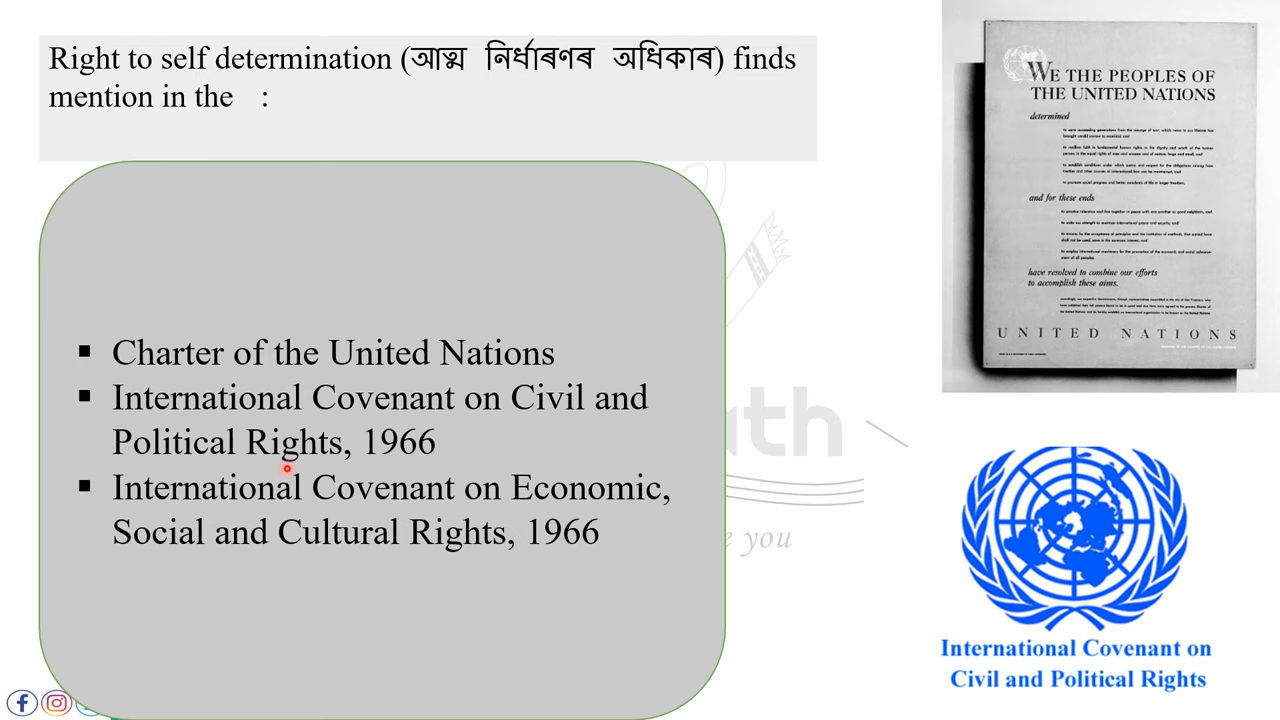 Right to self determination (আত্ম নিৰ্ধাৰণৰ অধিকাৰ) finds
mention in the :
▪ Charter of the United Nations
▪ International Covenant on Civil and
Political Rights, 1966
▪ International Covenant on Economic,
Social and Cultural Rights, 1966
ath
e you
WE THE PEOPLES OF
THE UNITED NATIONS
determined
and for these ends
have resolved to combine our efforts
to accomplish these aims.
UNITED NATIONS
International Covenant on
Civil and Political Rights